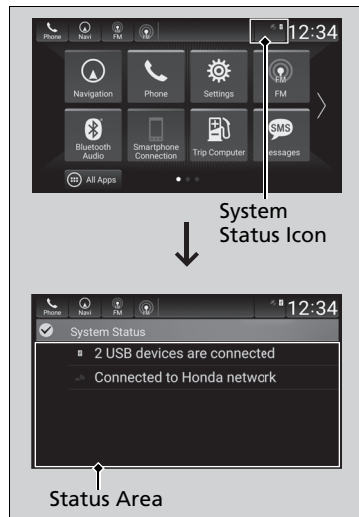 Phone Navi FM 12:34
Navigation Phone Settings FM
Bluetooth Smartphone Trip Computer Messages
Audio Connection
All Apps
System
Status Icon
Phone Navi FM 12:34
System Status
2 USB devices are connected
Connected to Honda network
Status Area